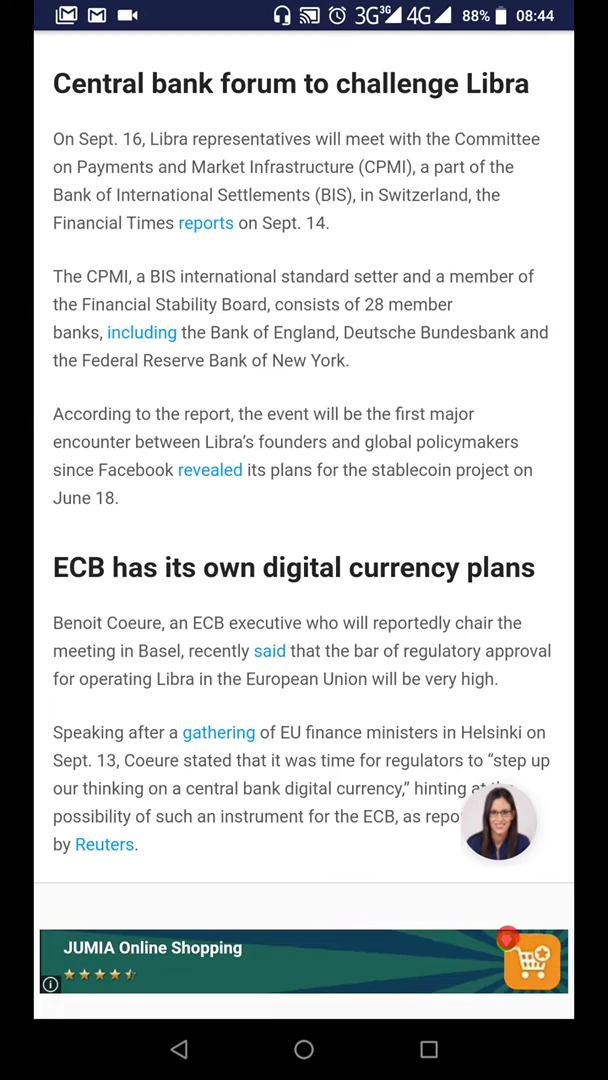 3G 3G 4G 88% 08:44
Central bank forum to challenge Libra
On Sept. 16, Libra representatives will meet with the Committee
on Payments and Market Infrastructure (CPMI), a part of the
Bank of International Settlements (BIS), in Switzerland, the
Financial Times reports on Sept. 14.
The CPMI, a BIS international standard setter and a member of
the Financial Stability Board, consists of 28 member
banks, including the Bank of England, Deutsche Bundesbank and
the Federal Reserve Bank of New York.
According to the report, the event will be the first major
encounter between Libra’s founders and global policymakers
since Facebook revealed its plans for the stablecoin project on
June 18.
ECB has its own digital currency plans
Benoit Coeure, an ECB executive who will reportedly chair the
meeting in Basel, recently said that the bar of regulatory approval
for operating Libra in the European Union will be very high.
Speaking after a gathering of EU finance ministers in Helsinki on
Sept. 13, Coeure stated that it was time for regulators to “step up
our thinking on a central bank digital currency,” hinting at
possibility of such an instrument for the ECB, as
by Reuters.
JUMIA Online Shopping